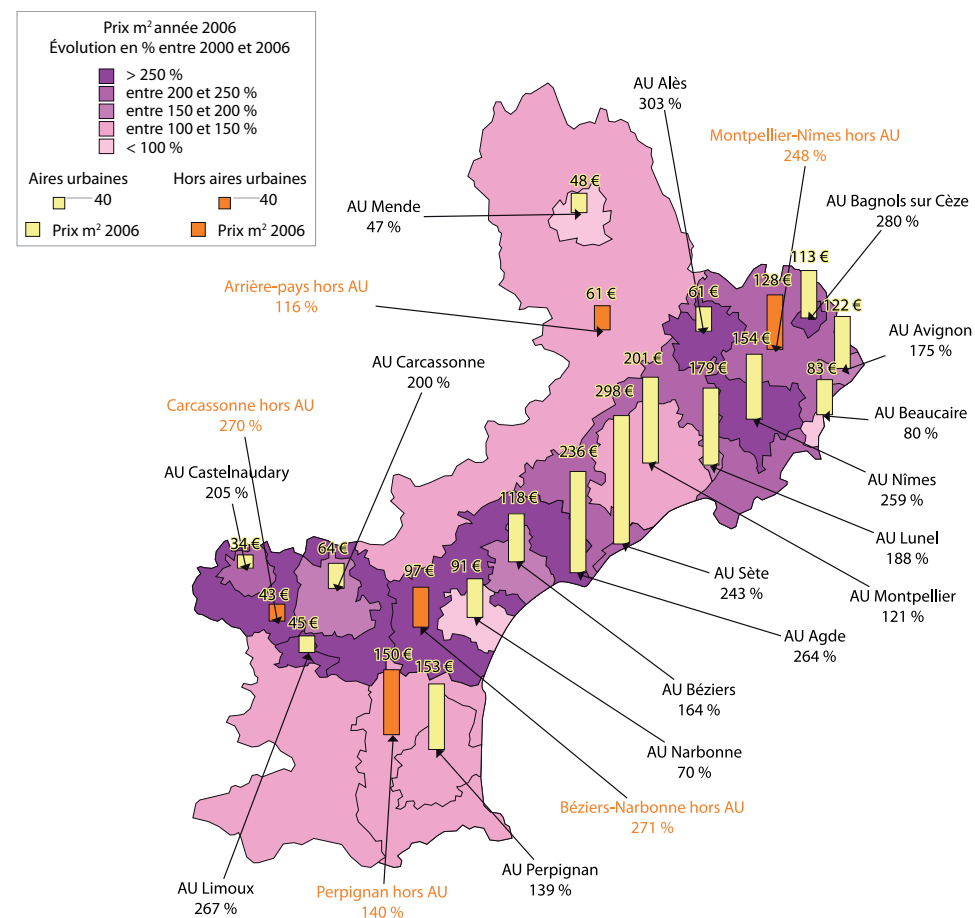 Prix m² année 2006
Évolution en % entre 2000 et 2006
> 250 %
entre 200 et 250 %
entre 150 et 200 %
entre 100 et 150 %
< 100 %
Aires urbaines
Hors aires urbaines
40
40
Prix m² 2006
Prix m² 2006
AU Alès
303 %
Montpellier-Nîmes hors AU
248 %
AU Mende
47 %
48 €
AU Bagnols sur Cèze
280 %
Arrière-pays hors AU
116 %
61 €
61 €
128 €
113 €
122 €
AU Avignon
175 %
AU Carcassonne
200 %
201 €
179 €
154 €
83 €
298 €
AU Beaucaire
80 %
Carcassonne hors AU
270 %
AU Castelnaudary
205 %
236 €
AU Nîmes
259 %
118 €
AU Lunel
188 %
34 €
64 €
97 €
91 €
AU Sète
243 %
AU Montpellier
121 %
43 €
45 €
AU Agde
264 %
150 €
153 €
AU Béziers
164 %
AU Narbonne
70 %
Béziers-Narbonne hors AU
271 %
AU Perpignan
139 %
AU Limoux
267 %
Perpignan hors AU
140 %